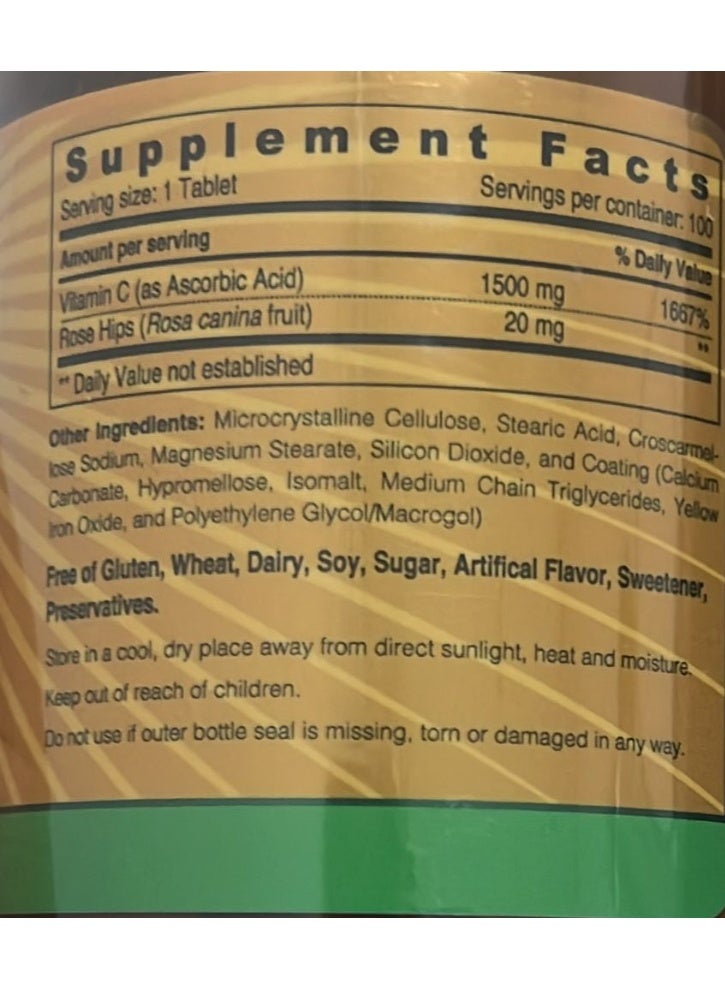 Supplement Facts
Serving size: 1 Tablet Servings per container: 100
Amount per serving % Daily Value
Vitamin C (as Ascorbic Acid) 1500 mg 1667%
Rose Hips (Rosa canina fruit) 20 mg **
** Daily Value not established
Other Ingredients: Microcrystalline Cellulose, Stearic Acid, Croscarmel-
lose Sodium, Magnesium Stearate, Silicon Dioxide, and Coating (Calcium
Carbonate, Hypromellose, Isomalt, Medium Chain Triglycerides, Yellow
Iron Oxide, and Polyethylene Glycol/Macrogol)
Free of Gluten, Wheat, Dairy, Soy, Sugar, Artifical Flavor, Sweetener,
Preservatives.
Store in a cool, dry place away from direct sunlight, heat and moisture.
Keep out of reach of children.
Do not use if outer bottle seal is missing, torn or damaged in any way.